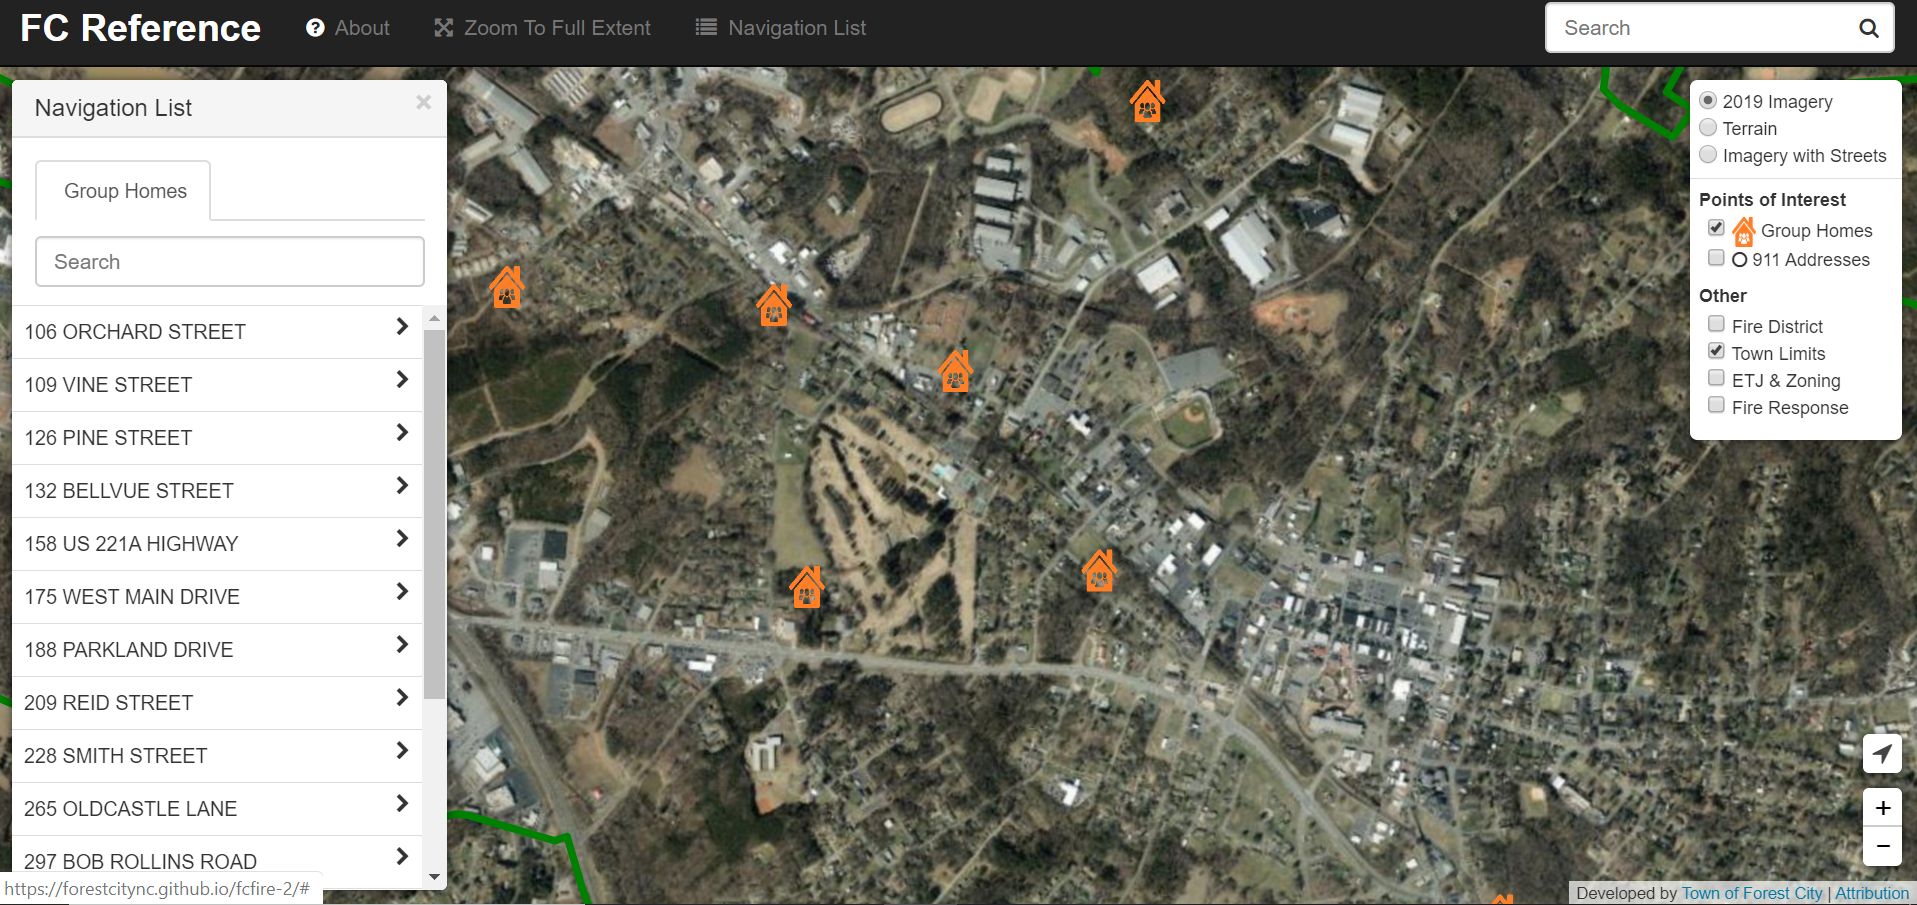 FC Reference
? About
Zoom To Full Extent
Navigation List
Search
Navigation List ×
Group Homes
Search
106 ORCHARD STREET
109 VINE STREET
126 PINE STREET
132 BELLVUE STREET
158 US 221A HIGHWAY
175 WEST MAIN DRIVE
188 PARKLAND DRIVE
209 REID STREET
228 SMITH STREET
265 OLDCASTLE LANE
297 BOB ROLLINS ROAD
https://forestcitync.github.io/fcfire-2/#
2019 Imagery
Terrain
Imagery with Streets
Points of Interest
Group Homes
911 Addresses
Other
Fire District
Town Limits
ETJ & Zoning
Fire Response
+
−
Developed by Town of Forest City | Attribution